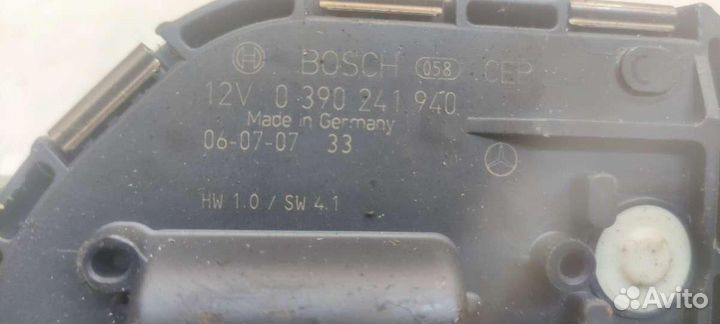 BOSCH 058 CEP
12V 0 390 241 940
Made in Germany
06-07-07 33
HW 1.0 / SW 4.1
Avito